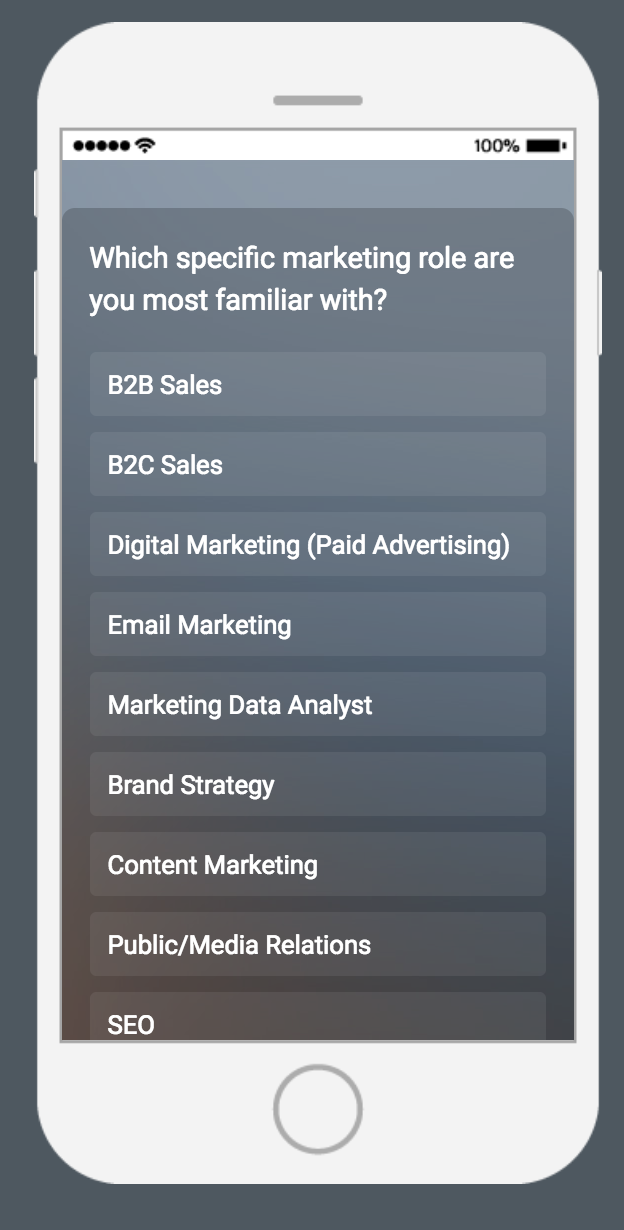 100%
Which specific marketing role are
you most familiar with?
B2B Sales
B2C Sales
Digital Marketing (Paid Advertising)
Email Marketing
Marketing Data Analyst
Brand Strategy
Content Marketing
Public/Media Relations
SEO